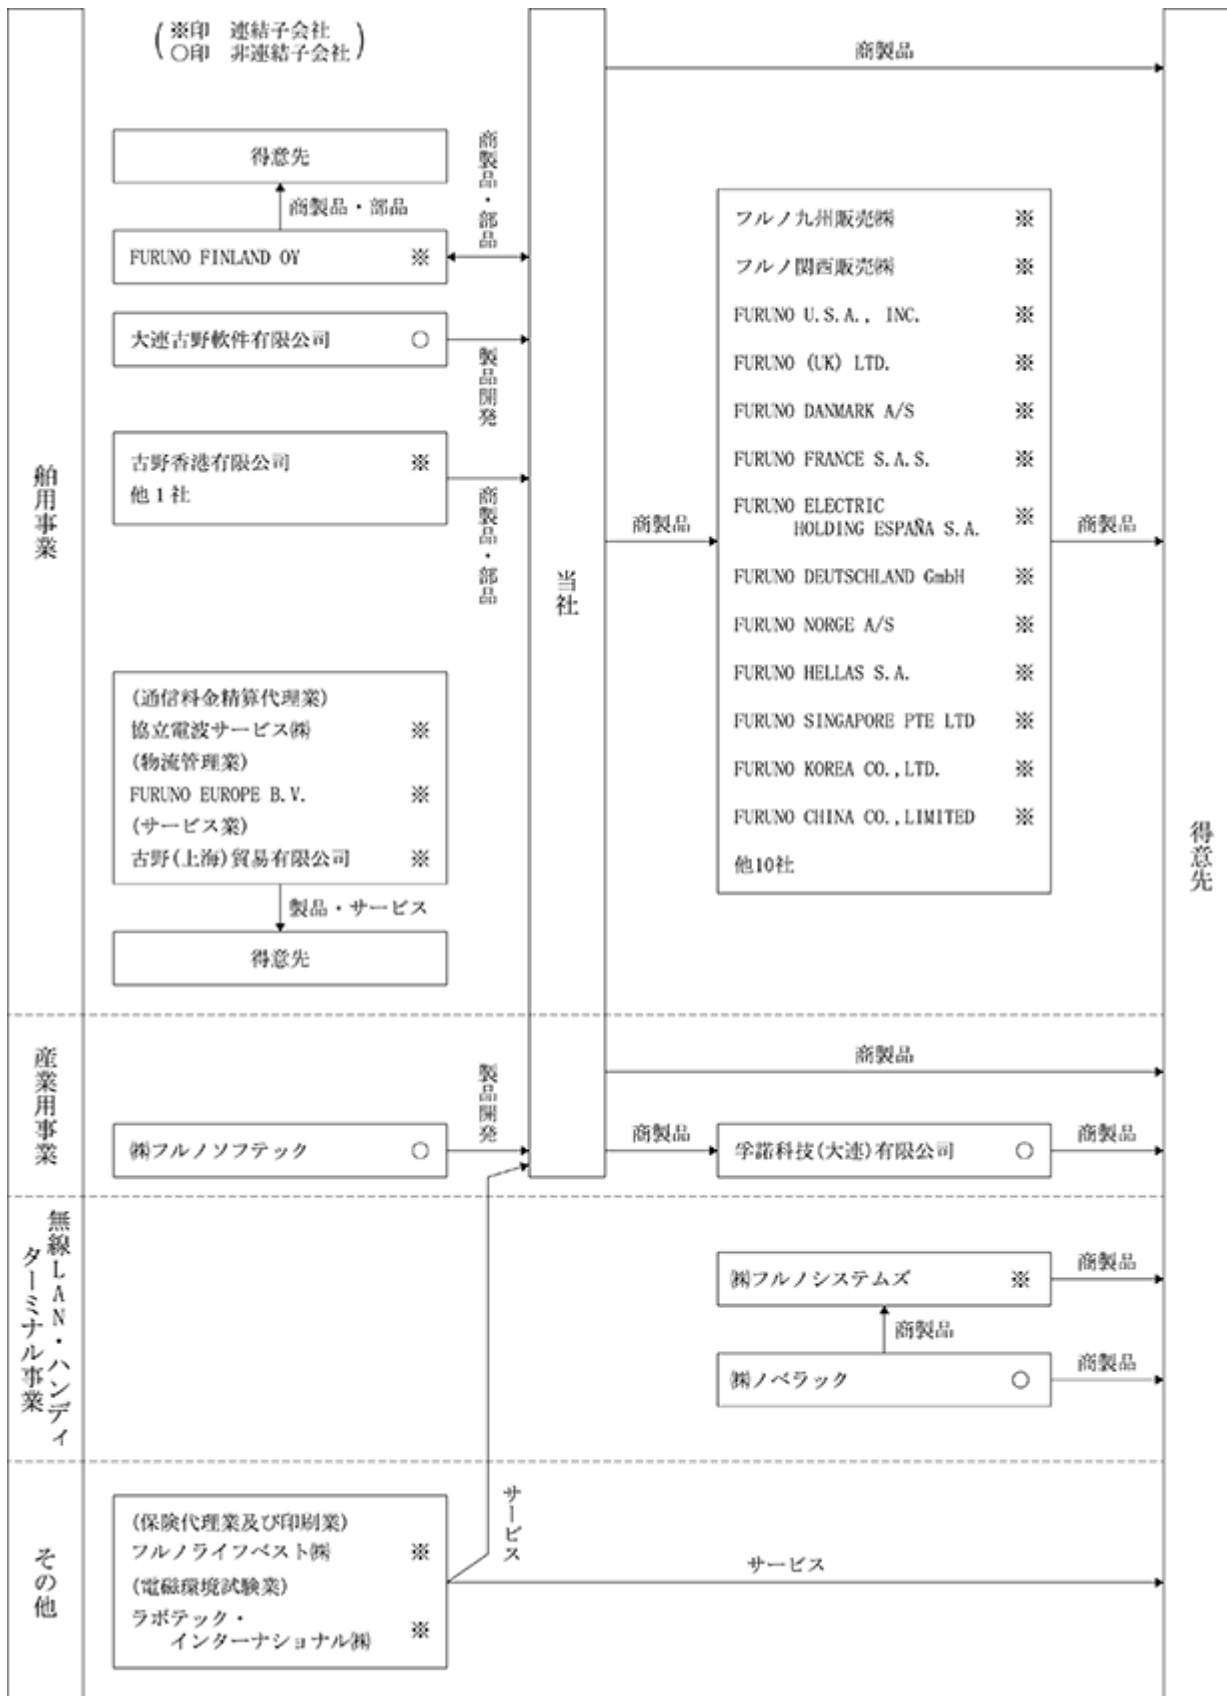 ※印 連結子会社
○印 非連結子会社
舶用事業
得意先
商製品・部品
FURUNO FINLAND OY ※
商製品・部品
大連古野軟件有限公司 ○
製品開発
古野香港有限公司 ※
他1社
商製品・部品
(通信料金精算代理業)
協立電波サービス㈱ ※
(物流管理業)
FURUNO EUROPE B.V. ※
(サービス業)
古野(上海)貿易有限公司 ※
製品・サービス
得意先
当社
商製品
商製品
フルノ九州販売㈱ ※
フルノ関西販売㈱ ※
FURUNO U.S.A., INC. ※
FURUNO (UK) LTD. ※
FURUNO DANMARK A/S ※
FURUNO FRANCE S.A.S. ※
FURUNO ELECTRIC
HOLDING ESPAÑA S.A. ※
FURUNO DEUTSCHLAND GmbH ※
FURUNO NORGE A/S ※
FURUNO HELLAS S.A. ※
FURUNO SINGAPORE PTE LTD ※
FURUNO KOREA CO.,LTD. ※
FURUNO CHINA CO.,LIMITED ※
他10社
商製品
得意先
産業用事業
㈱フルノソフテック ○
製品開発
商製品
商製品
孚諾科技(大連)有限公司 ○
商製品
無線LAN・ハンディ
ターミナル事業
㈱フルノシステムズ ※
商製品
商製品
㈱ノベラック ○
商製品
その他
(保険代理業及び印刷業)
フルノライフベスト㈱ ※
(電磁環境試験業)
ラボテック・
インターナショナル㈱ ※
サービス
サービス